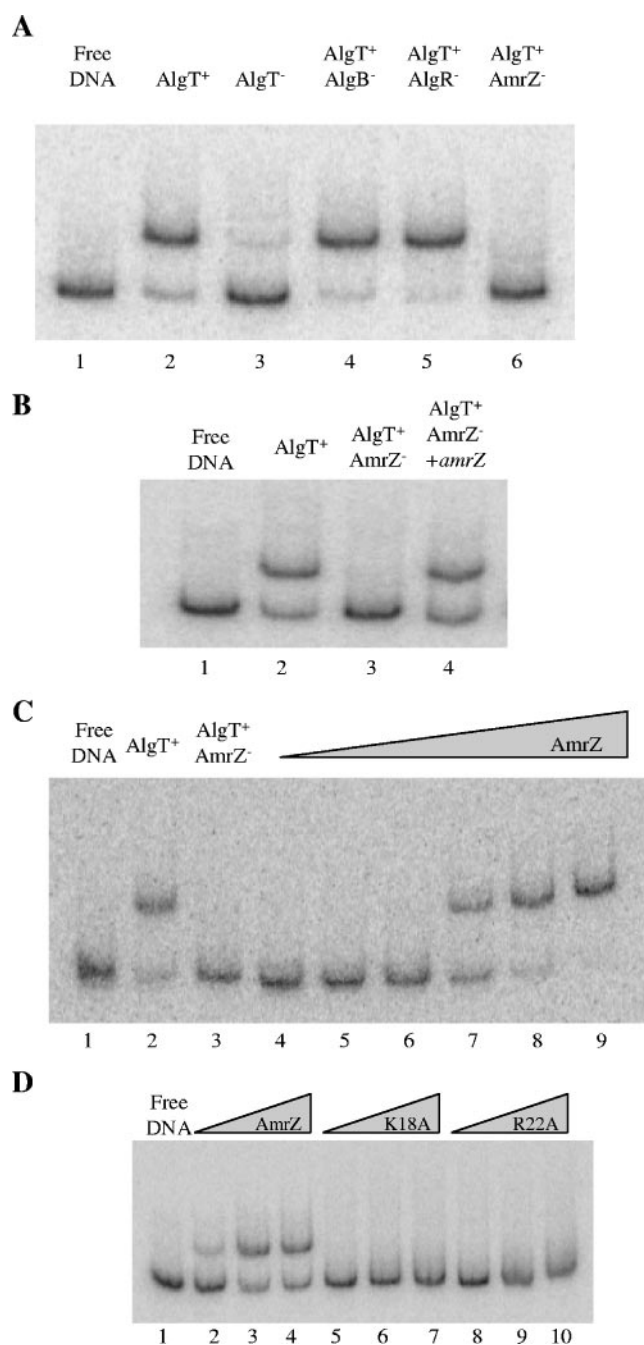 A
Free DNA
AlgT+
AlgT-
AlgT+ AlgB-
AlgT+ AlgR-
AlgT+ AmrZ-
1 2 3 4 5 6
B
Free DNA
AlgT+
AlgT+ AmrZ-
AlgT+ AmrZ- +amrZ
1 2 3 4
C
Free DNA
AlgT+
AlgT+ AmrZ-
AmrZ
1 2 3 4 5 6 7 8 9
D
Free DNA
AmrZ
K18A
R22A
1 2 3 4 5 6 7 8 9 10